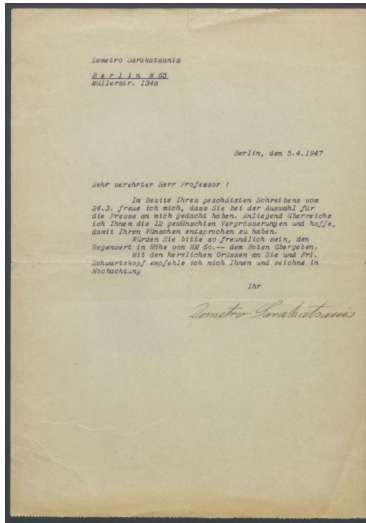 Demetro Sarakatsanis
Berlin N 65
Müllerstr. 134a
Berlin, den 5.4.1947
Sehr verehrter Herr Professor !
Im Besitz Ihres geschätzten Schreibens vom
24.3. freue ich mich, dass Sie bei der Auswahl für
die Presse an mich gedacht haben. Anliegend überreiche
ich Ihnen die 12 gewünschten Vergrösserungen und hoffe,
damit Ihren Wünschen entsprochen zu haben.
Würden Sie bitte so freundlich sein, den
Gegenwert in Höhe von RM 60.-- dem Boten übergeben.
Mit den herzlichen Grüssen an Sie und Frl.
Schwartzkopf empfehle ich mich Ihnen und zeichne in
Hochachtung
Ihr
Demetro Sarakatsanis